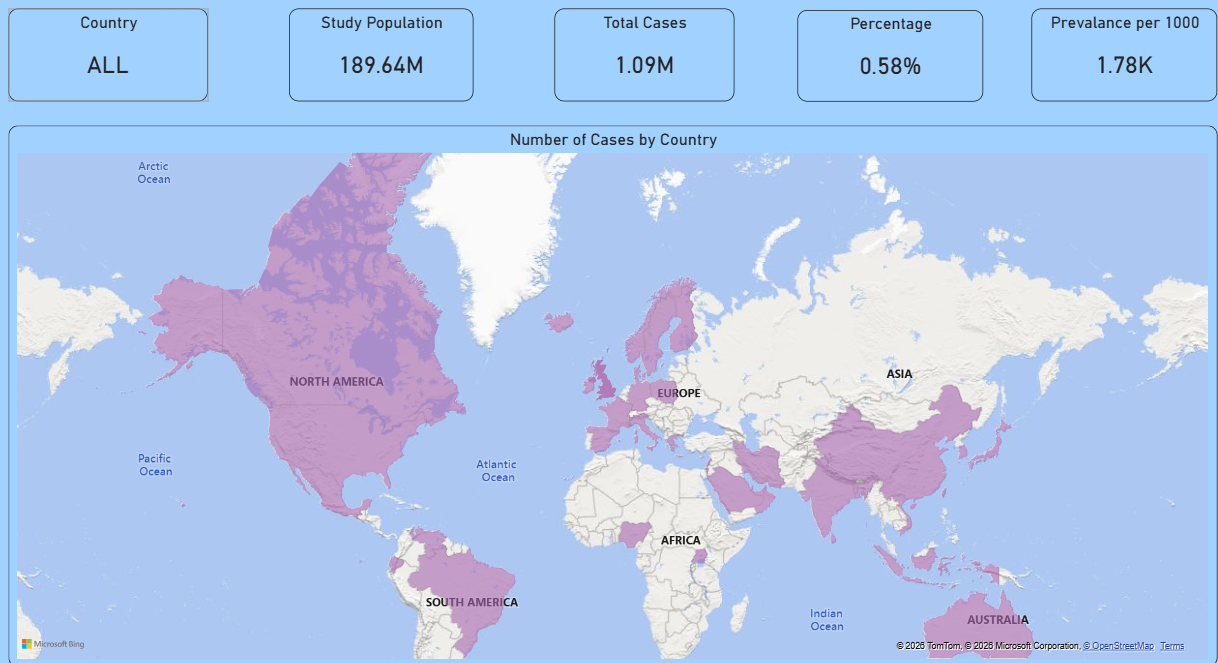 Country
ALL
Study Population
189.64M
Total Cases
1.09M
Percentage
0.58%
Prevalance per 1000
1.78K
Number of Cases by Country
Arctic
Ocean
NORTH AMERICA
EUROPE
ASIA
Pacific
Ocean
Atlantic
Ocean
AFRICA
SOUTH AMERICA
Indian
Ocean
AUSTRALIA
Microsoft Bing
© 2026 TomTom, © 2026 Microsoft Corporation, © OpenStreetMap Terms